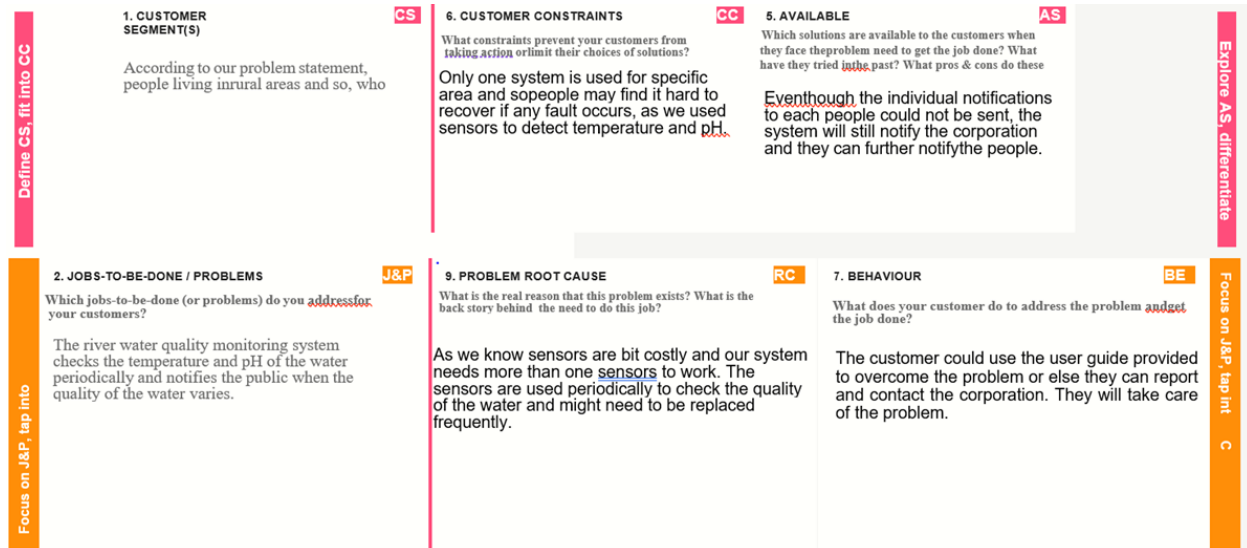 Define CS, fit into CC
1. CUSTOMER
SEGMENT(S)
CS
According to our problem statement,
people living inrural areas and so, who
6. CUSTOMER CONSTRAINTS
CC
What constraints prevent your customers from
taking action orlimit their choices of solutions?
Only one system is used for specific
area and sopeople may find it hard to
recover if any fault occurs, as we used
sensors to detect temperature and pH.
5. AVAILABLE
AS
Which solutions are available to the customers when
they face theproblem need to get the job done? What
have they tried inthe past? What pros & cons do these
Eventhough the individual notifications
to each people could not be sent, the
system will still notify the corporation
and they can further notifythe people.
Explore AS, differentiate
Focus on J&P, tap into
2. JOBS-TO-BE-DONE / PROBLEMS
J&P
Which jobs-to-be-done (or problems) do you addressfor
your customers?
The river water quality monitoring system
checks the temperature and pH of the water
periodically and notifies the public when the
quality of the water varies.
9. PROBLEM ROOT CAUSE
RC
What is the real reason that this problem exists? What is the
back story behind the need to do this job?
As we know sensors are bit costly and our system
needs more than one sensors to work. The
sensors are used periodically to check the quality
of the water and might need to be replaced
frequently.
7. BEHAVIOUR
BE
What does your customer do to address the problem andget
the job done?
The customer could use the user guide provided
to overcome the problem or else they can report
and contact the corporation. They will take care
of the problem.
Focus on J&P, tap int C